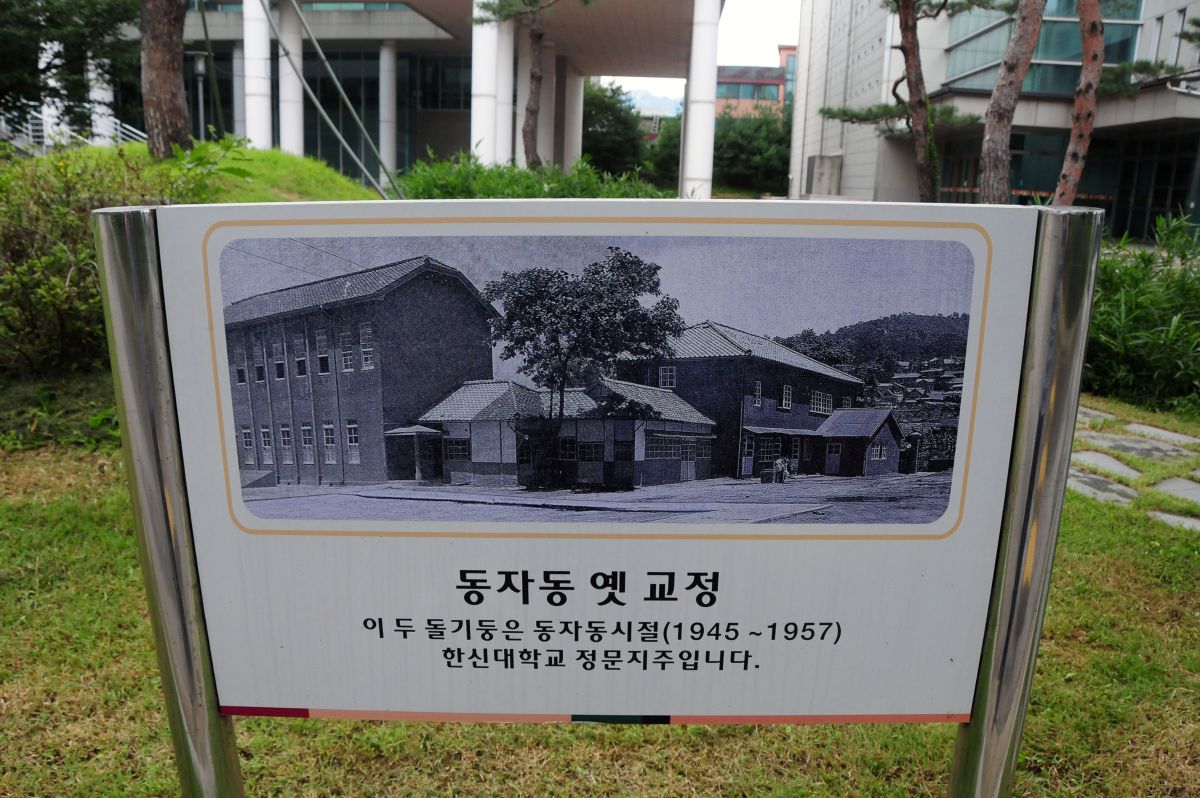 동자동 옛 교정
이 두 돌기둥은 동자동시절(1945 ~1957)
한신대학교 정문지주입니다.